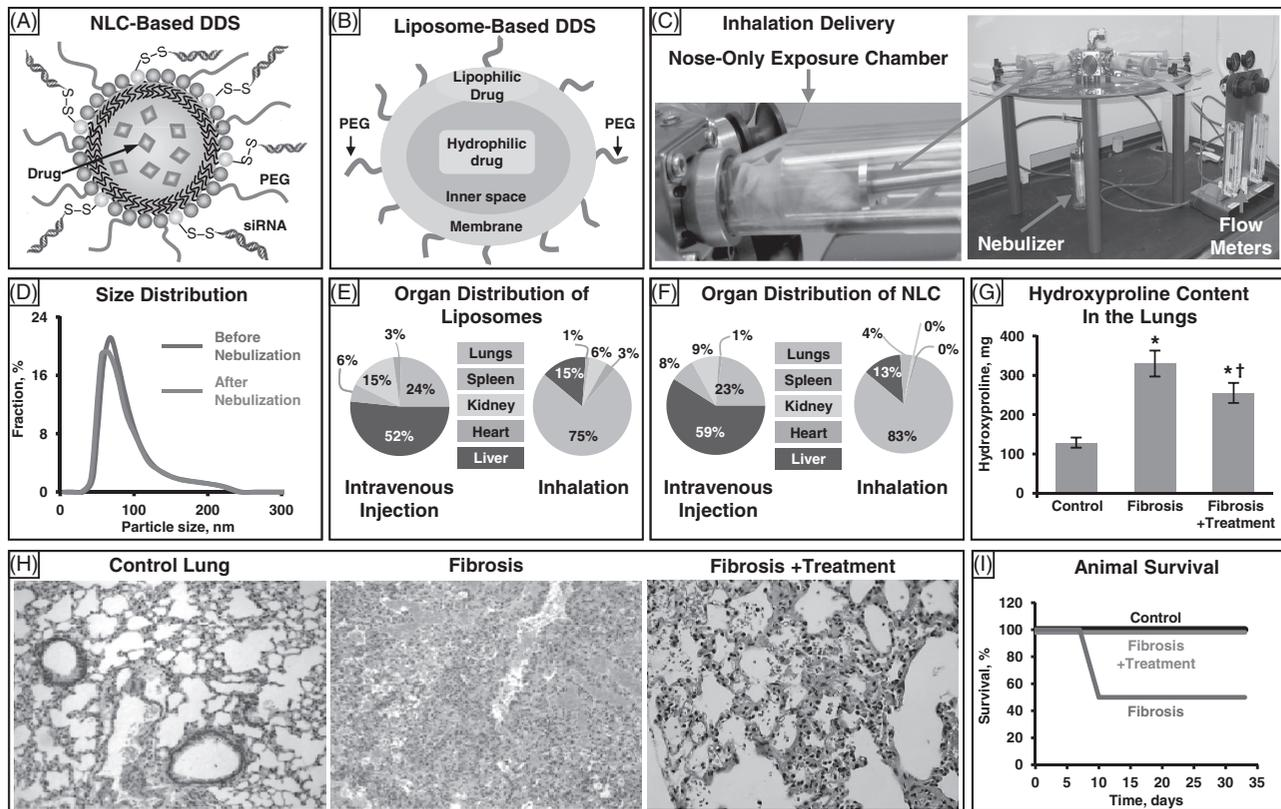 (A)
NLC-Based DDS
S–S
S–S
S–S
S–S
S–S
S–S
Drug
PEG
siRNA
(B)
Liposome-Based DDS
Lipophilic
Drug
PEG
PEG
Hydrophilic
drug
Inner space
Membrane
(C)
Inhalation Delivery
Nose-Only Exposure Chamber
Nebulizer
Flow
Meters
(D)
Size Distribution
Fraction, %
24
16
8
0
Before
Nebulization
After
Nebulization
0 100 200 300
Particle size, nm
(E)
Organ Distribution of
Liposomes
3%
6%
15%
24%
52%
Intravenous
Injection
Lungs
Spleen
Kidney
Heart
Liver
1%
6%
3%
15%
75%
Inhalation
(F)
Organ Distribution of NLC
1%
9%
8%
23%
59%
Intravenous
Injection
Lungs
Spleen
Kidney
Heart
Liver
4%
0%
0%
13%
83%
Inhalation
(G)
Hydroxyproline Content
In the Lungs
Hydroxyproline, mg
400
300
200
100
0
*
*†
Control
Fibrosis
Fibrosis
+Treatment
(H)
Control Lung
Fibrosis
Fibrosis +Treatment
(I)
Animal Survival
Survival, %
120
100
80
60
40
20
0
Control
Fibrosis
+Treatment
Fibrosis
0 5 10 15 20 25 30 35
Time, days